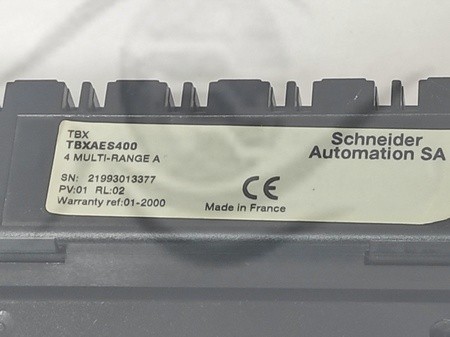 TBX
TBXAES400
4 MULTI-RANGE A
SN: 21993013377
PV:01 RL:02
Warranty ref:01-2000
CE
Made in France
Schneider
Automation SA